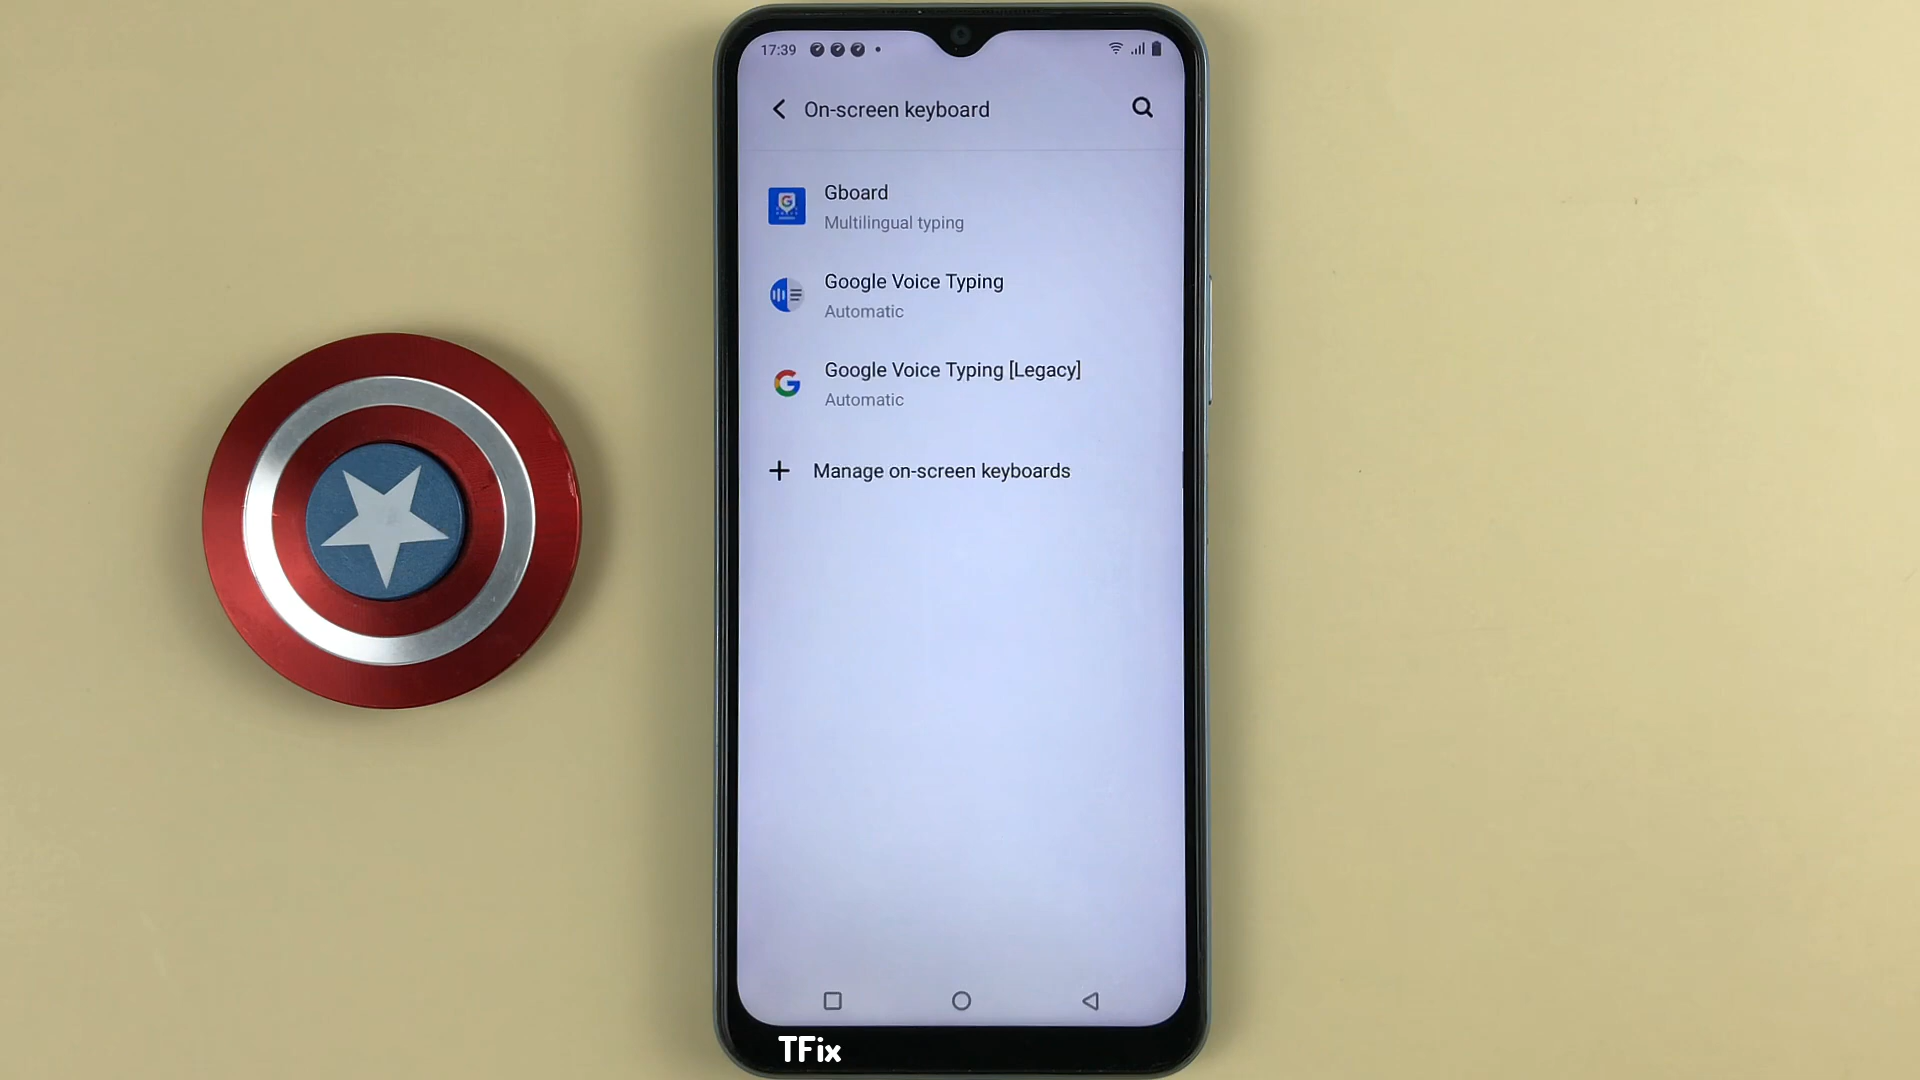 17:39
On-screen keyboard
Gboard
Multilingual typing
Google Voice Typing
Automatic
Google Voice Typing [Legacy]
Automatic
Manage on-screen keyboards
TFix